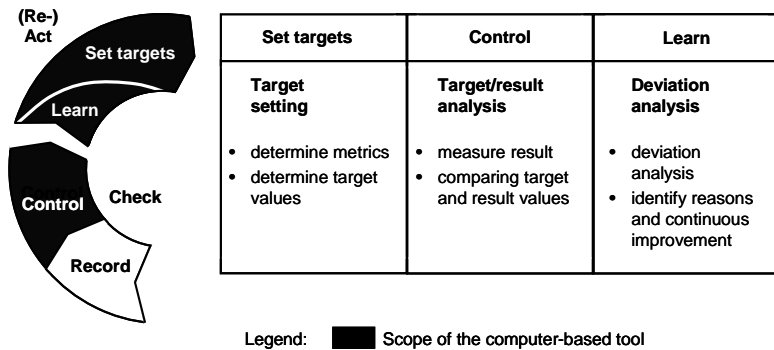 (Re-)
Act
Set targets
Learn
Control
Check
Record
Set targets
Control
Learn
Target
setting
• determine metrics
• determine target
values
Target/result
analysis
• measure result
• comparing target
and result values
Deviation
analysis
• deviation
analysis
• identify reasons
and continuous
improvement
Legend:
Scope of the computer-based tool